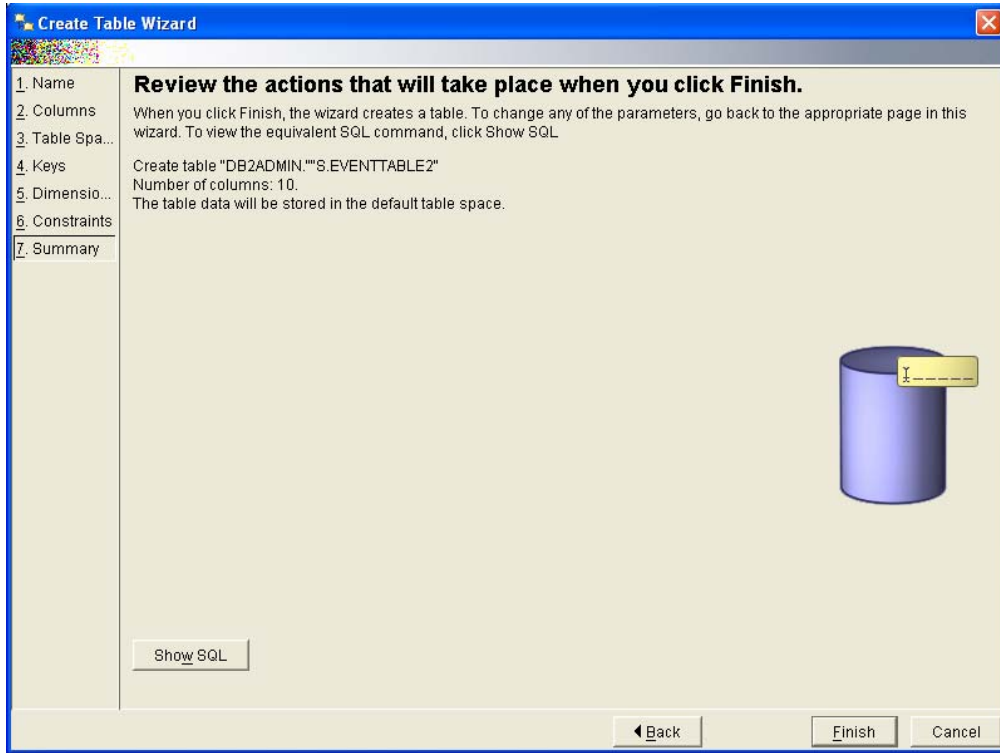 Create Table Wizard
1. Name
2. Columns
3. Table Spa...
4. Keys
5. Dimensio...
6. Constraints
7. Summary
Review the actions that will take place when you click Finish.
When you click Finish, the wizard creates a table. To change any of the parameters, go back to the appropriate page in this
wizard. To view the equivalent SQL command, click Show SQL
Create table "DB2ADMIN.""S.EVENTTABLE2"
Number of columns: 10.
The table data will be stored in the default table space.
Show SQL
Back
Finish
Cancel